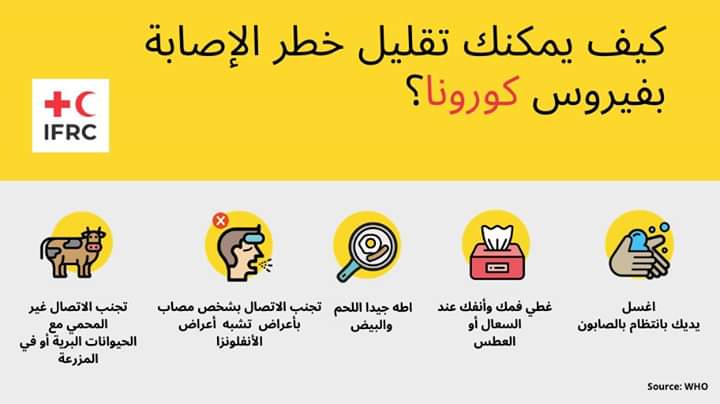 كيف يمكنك تقليل خطر الإصابة
بفيروس كورونا؟
IFRC
اغسل
يديك بانتظام بالصابون
غطي فمك وأنفك عند
السعال أو
العطس
اطه جيدا اللحم
والبيض
تجنب الاتصال بشخص مصاب
بأعراض تشبه أعراض
الأنفلونزا
تجنب الاتصال غير
المحمي مع
الحيوانات البرية أو في
المزرعة
Source: WHO